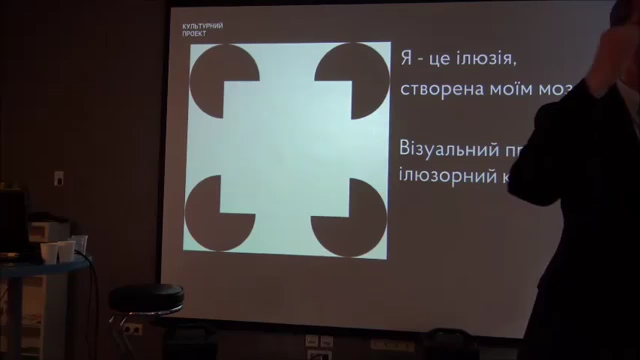 КУЛЬТУРНИЙ
ПРОЕКТ
Я - це ілюзія,
створена моїм
Візуальний
ілюзорний